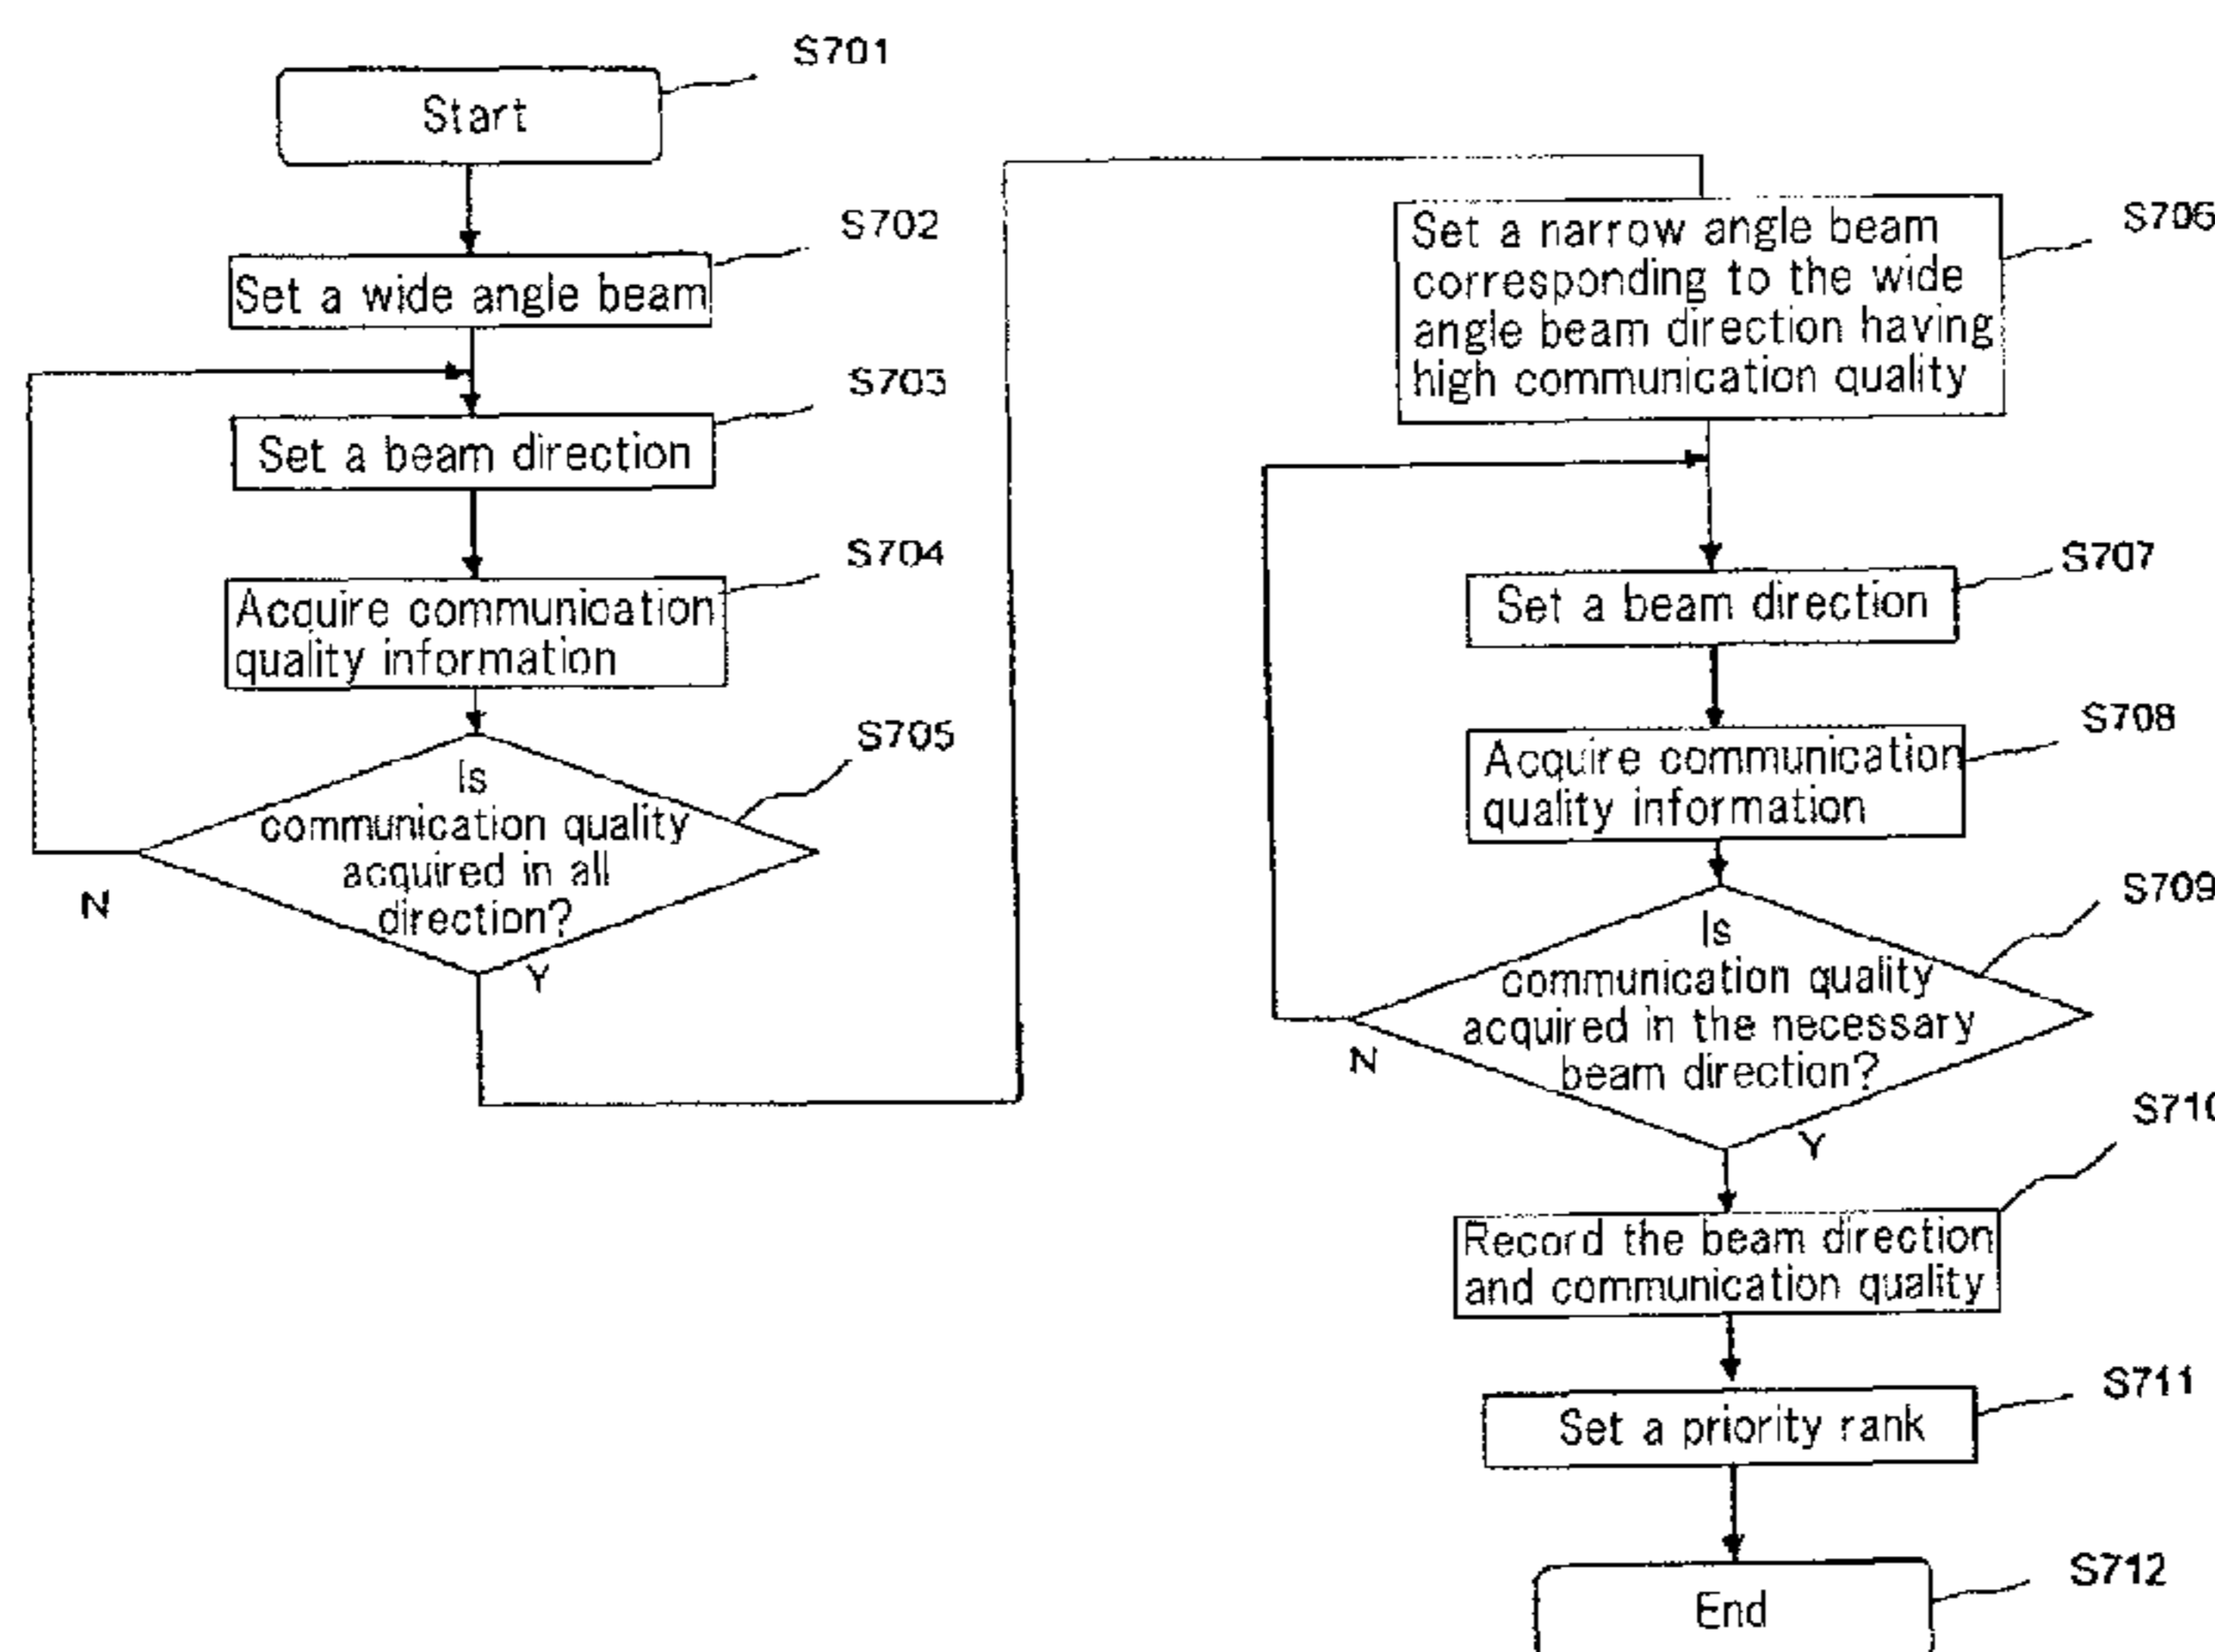 S701
Start
S702
Set a wide angle beam
S703
Set a beam direction
S704
Acquire communication
quality information
S705
Is
communication quality
acquired in all
direction?
N
Y
S706
Set a narrow angle beam
corresponding to the wide
angle beam direction having
high communication quality
S707
Set a beam direction
S708
Acquire communication
quality information
S709
Is
communication quality
acquired in the necessary
beam direction?
N
Y
S710
Record the beam direction
and communication quality
S711
Set a priority rank
S712
End